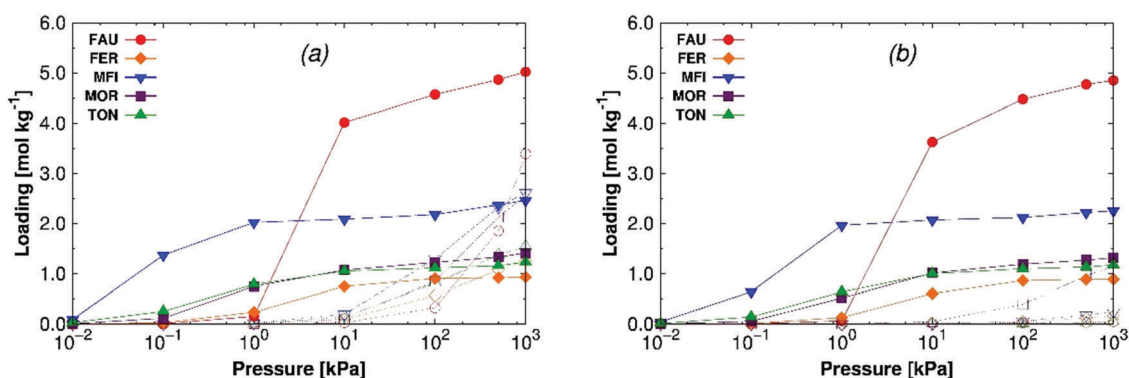 6.0
5.0
4.0
3.0
2.0
1.0
0.0
Loading [mol kg⁻¹]
FAU
FER
MFI
MOR
TON
(a)
10⁻²
10⁻¹
10⁰
10¹
10²
10³
Pressure [kPa]
6.0
5.0
4.0
3.0
2.0
1.0
0.0
Loading [mol kg⁻¹]
FAU
FER
MFI
MOR
TON
(b)
10⁻²
10⁻¹
10⁰
10¹
10²
10³
Pressure [kPa]